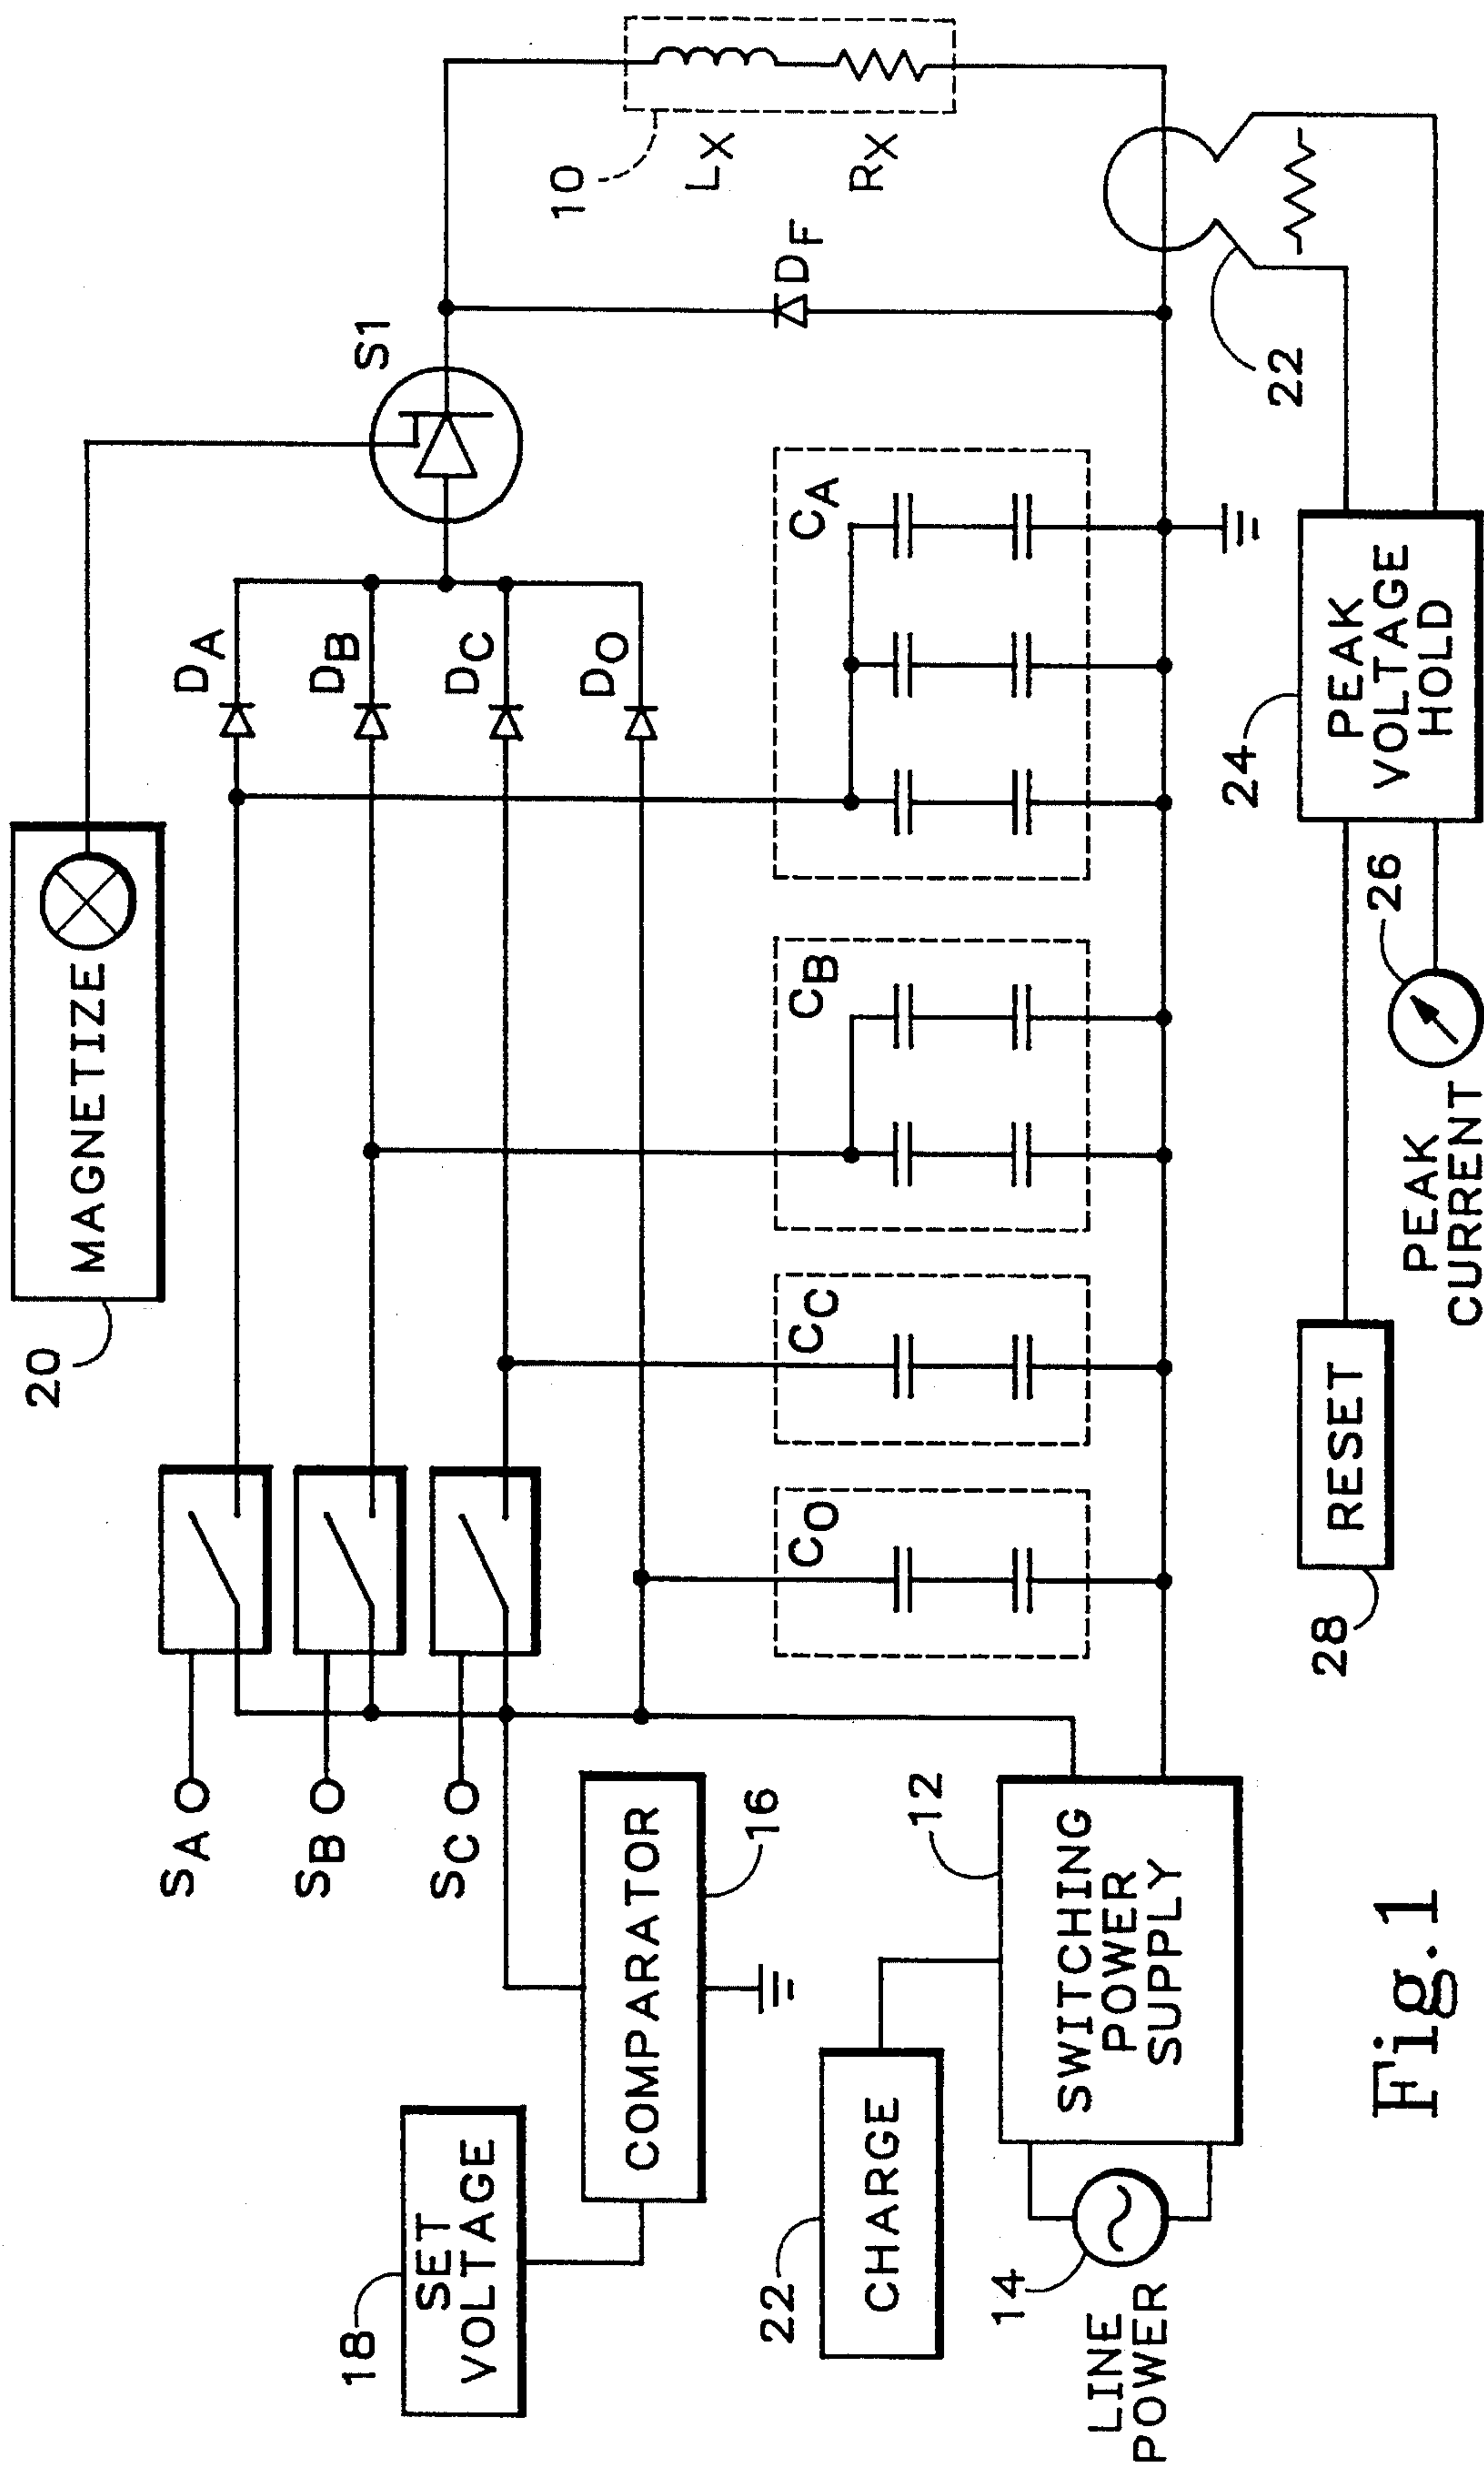 20
MAGNETIZE
S1
10
LX
RX
DA
DB
DC
DO
DF
SA
SB
SC
CO
CC
CB
CA
18
SET
VOLTAGE
COMPARATOR
16
22
CHARGE
12
SWITCHING
POWER
SUPPLY
14
LINE
POWER
22
24
PEAK
VOLTAGE
HOLD
26
PEAK
CURRENT
28
RESET
Fig. 1